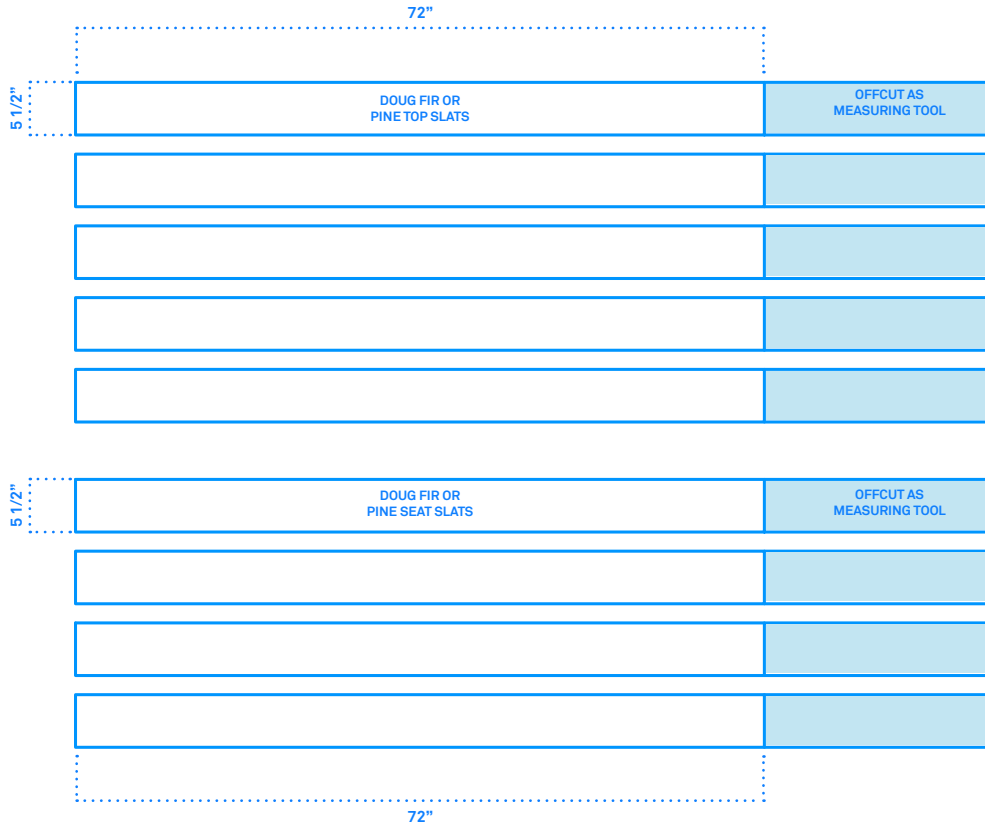 72”
5 1/2”
DOUG FIR OR
PINE TOP SLATS
OFFCUT AS
MEASURING TOOL
5 1/2”
DOUG FIR OR
PINE SEAT SLATS
OFFCUT AS
MEASURING TOOL
72”